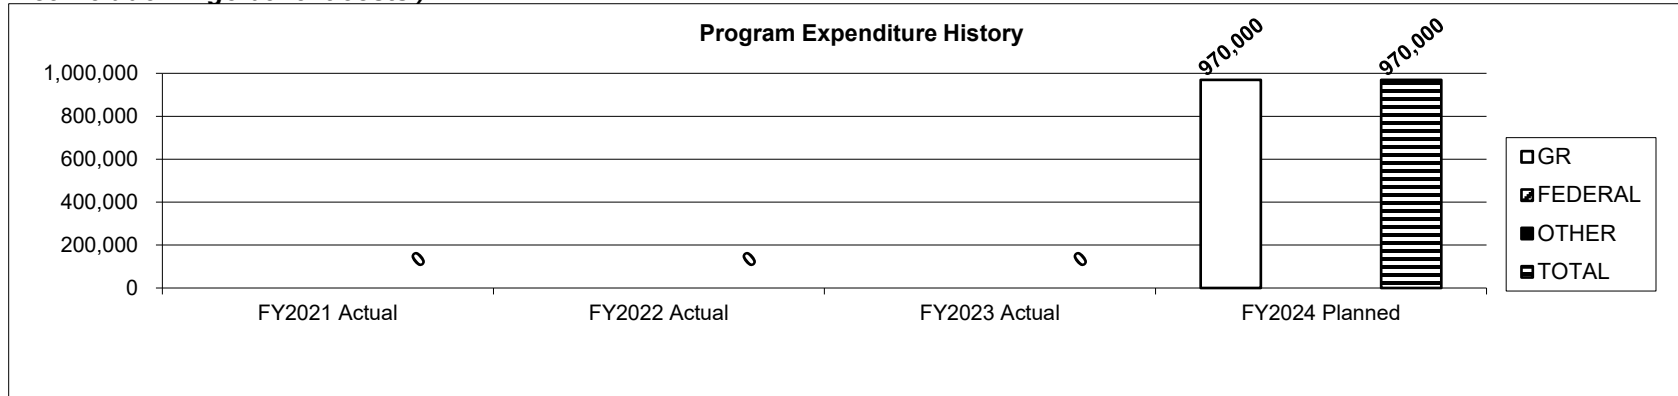 Program Expenditure History
970,000
970,000
1,000,000
800,000
600,000
400,000
200,000
0
0
0
0
FY2021 Actual
FY2022 Actual
FY2023 Actual
FY2024 Planned
GR
FEDERAL
OTHER
TOTAL